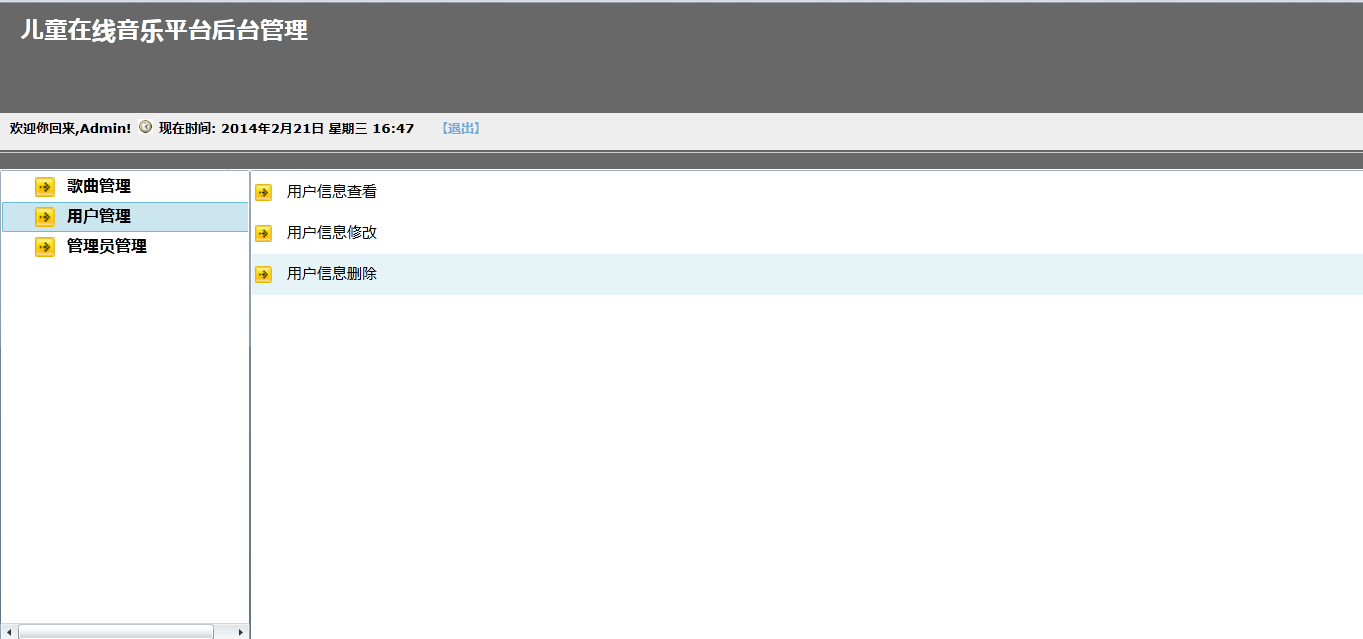 儿童在线音乐平台后台管理
欢迎你回来,Admin! 现在时间: 2014年2月21日 星期三 16:47 【退出】
歌曲管理
用户管理
管理员管理
用户信息查看
用户信息修改
用户信息删除